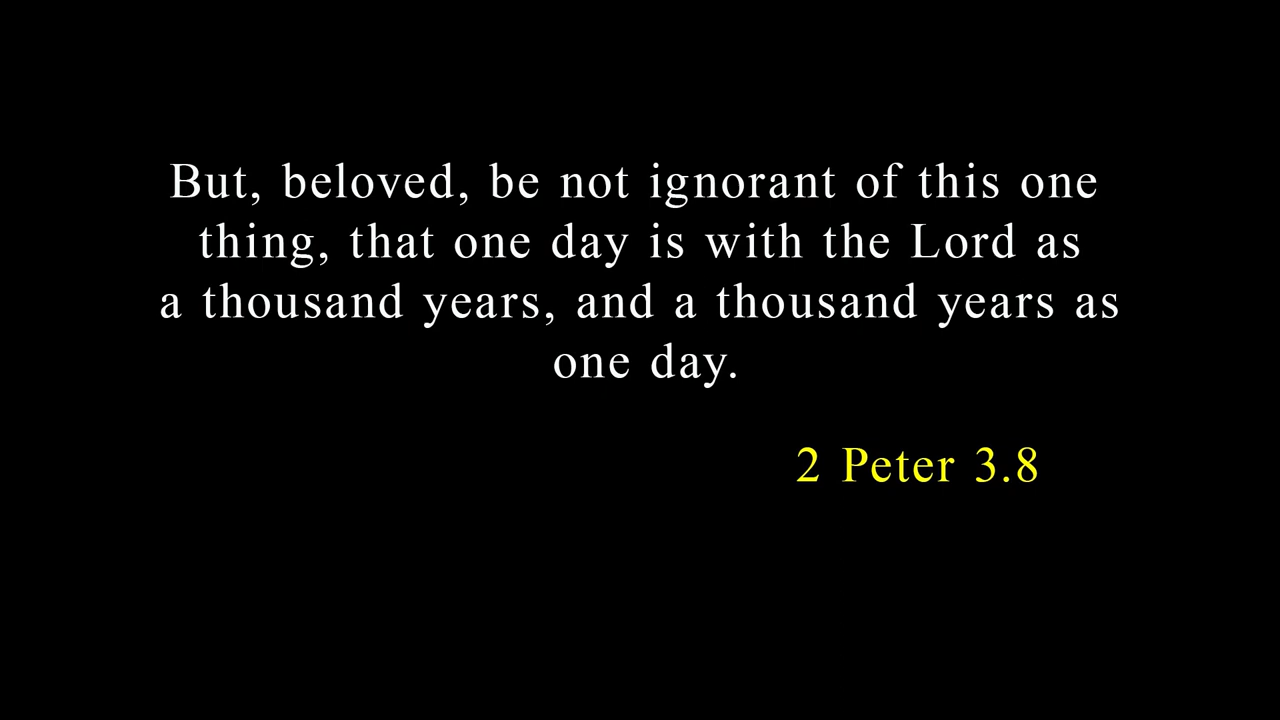 But, beloved, be not ignorant of this one
thing, that one day is with the Lord as
a thousand years, and a thousand years as
one day.
2 Peter 3.8